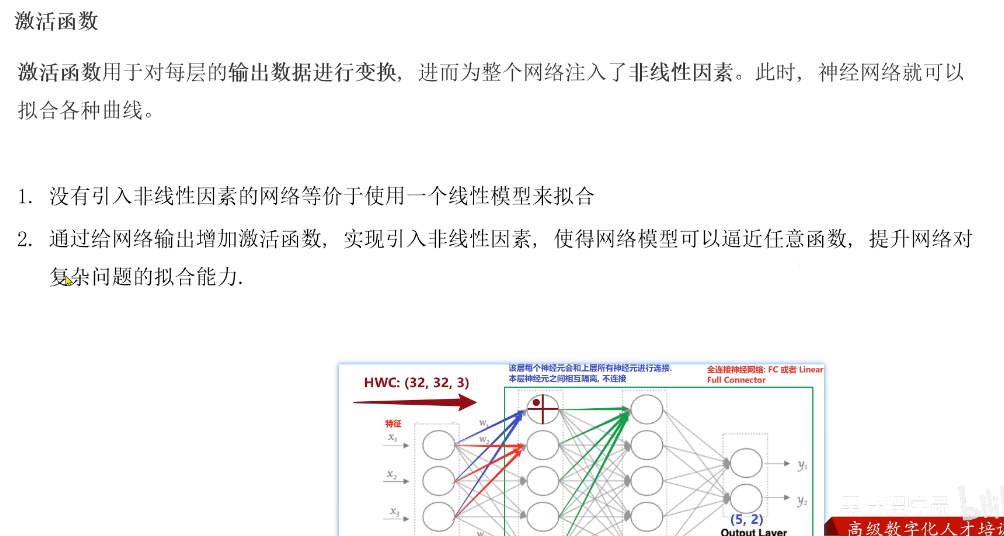 激活函数
激活函数用于对每层的输出数据进行变换, 进而为整个网络注入了非线性因素。此时, 神经网络就可以
拟合各种曲线。
1. 没有引入非线性因素的网络等价于使用一个线性模型来拟合
2. 通过给网络输出增加激活函数, 实现引入非线性因素, 使得网络模型可以逼近任意函数, 提升网络对
复杂问题的拟合能力.
该层每个神经元会和上层所有神经元进行连接.
本层神经元之间相互隔离, 不连接
全连接神经网络: FC 或者 Linear
Full Connector
HWC: (32, 32, 3)
特征
x₁
w₁
w₂
x₂
x₃
y₁
y₂
(5, 2)
Output Layer
高级数字化人才培